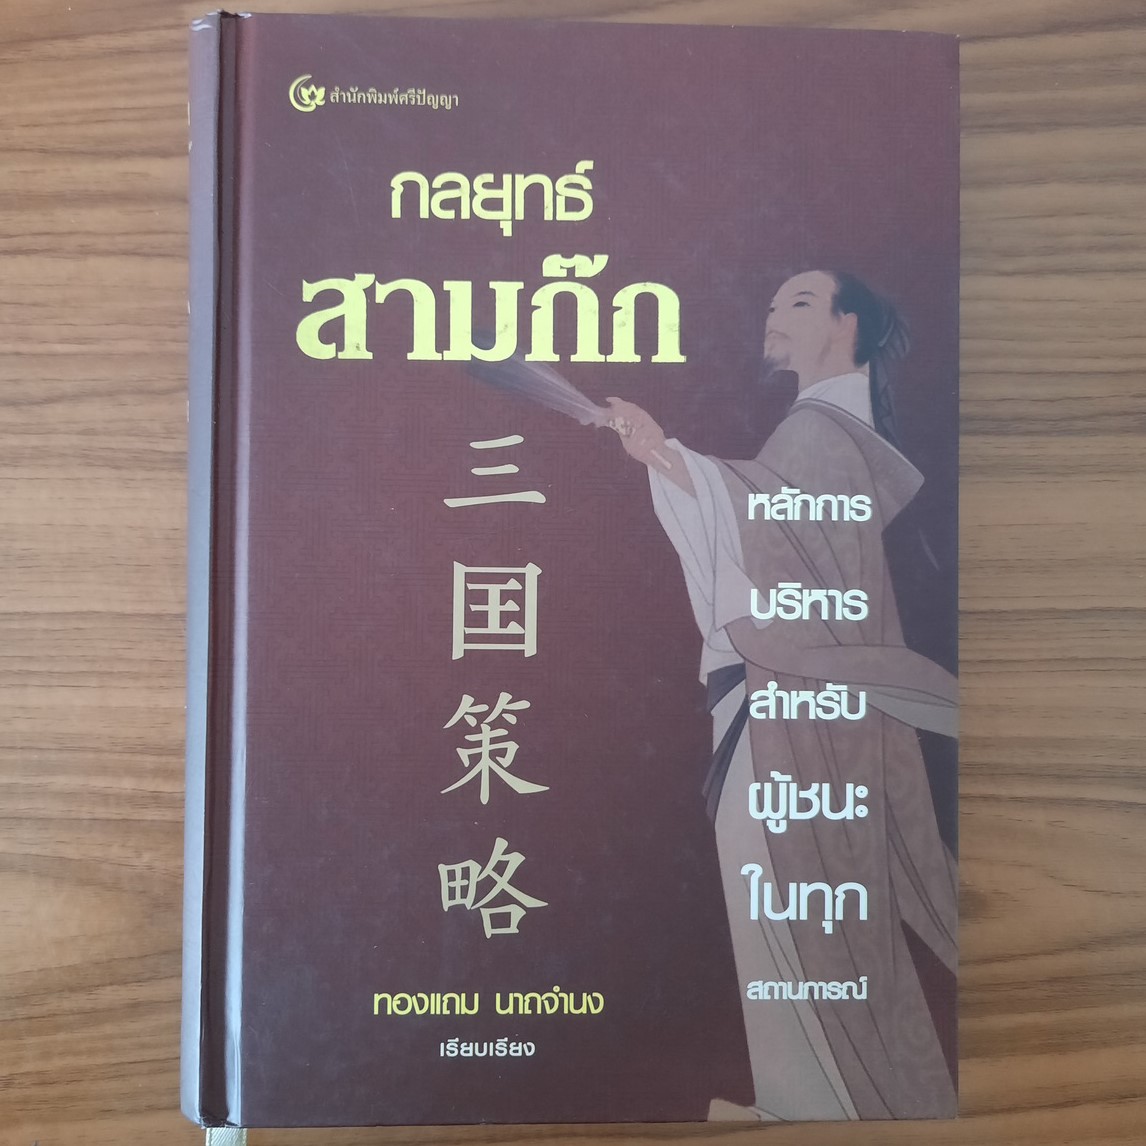 สำนักพิมพ์ศรีปัญญา
กลยุทธ์
สามก๊ก
三
国
策
略
หลักการ
บริหาร
สำหรับ
ผู้ชนะ
ในทุก
สถานการณ์
ทองแถม นาถจำนง
เรียบเรียง